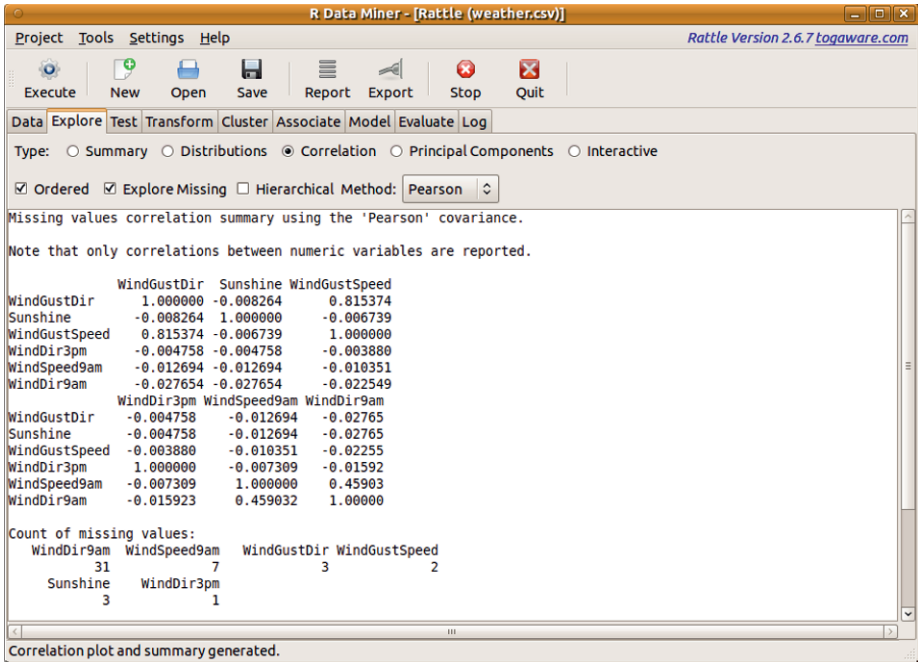 R Data Miner - [Rattle (weather.csv)]
Project Tools Settings Help Rattle Version 2.6.7 togaware.com
Execute New Open Save Report Export Stop Quit
Data Explore Test Transform Cluster Associate Model Evaluate Log
Type: Summary Distributions Correlation Principal Components Interactive
Ordered Explore Missing Hierarchical Method: Pearson
Missing values correlation summary using the 'Pearson' covariance.
Note that only correlations between numeric variables are reported.
WindGustDir Sunshine WindGustSpeed
WindGustDir 1.000000 -0.008264 0.815374
Sunshine -0.008264 1.000000 -0.006739
WindGustSpeed 0.815374 -0.006739 1.000000
WindDir3pm -0.004758 -0.004758 -0.003880
WindSpeed9am -0.012694 -0.012694 -0.010351
WindDir9am -0.027654 -0.027654 -0.022549
WindDir3pm WindSpeed9am WindDir9am
WindGustDir -0.004758 -0.012694 -0.02765
Sunshine -0.004758 -0.012694 -0.02765
WindGustSpeed -0.003880 -0.010351 -0.02255
WindDir3pm 1.000000 -0.007309 -0.01592
WindSpeed9am -0.007309 1.000000 0.45903
WindDir9am -0.015923 0.459032 1.00000
Count of missing values:
WindDir9am WindSpeed9am WindGustDir WindGustSpeed
31 7 3 2
Sunshine WindDir3pm
3 1
Correlation plot and summary generated.